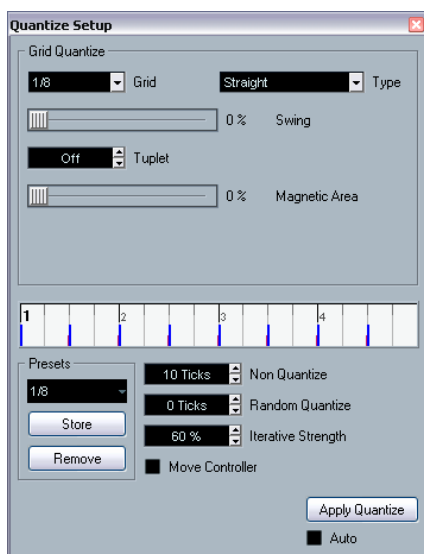 Quantize Setup
Grid Quantize
1/8 Grid Straight Type
0 % Swing
Off Tuplet
0 % Magnetic Area
1 2 3 4
Presets
1/8
Store
Remove
10 Ticks Non Quantize
0 Ticks Random Quantize
60 % Iterative Strength
Move Controller
Apply Quantize
Auto